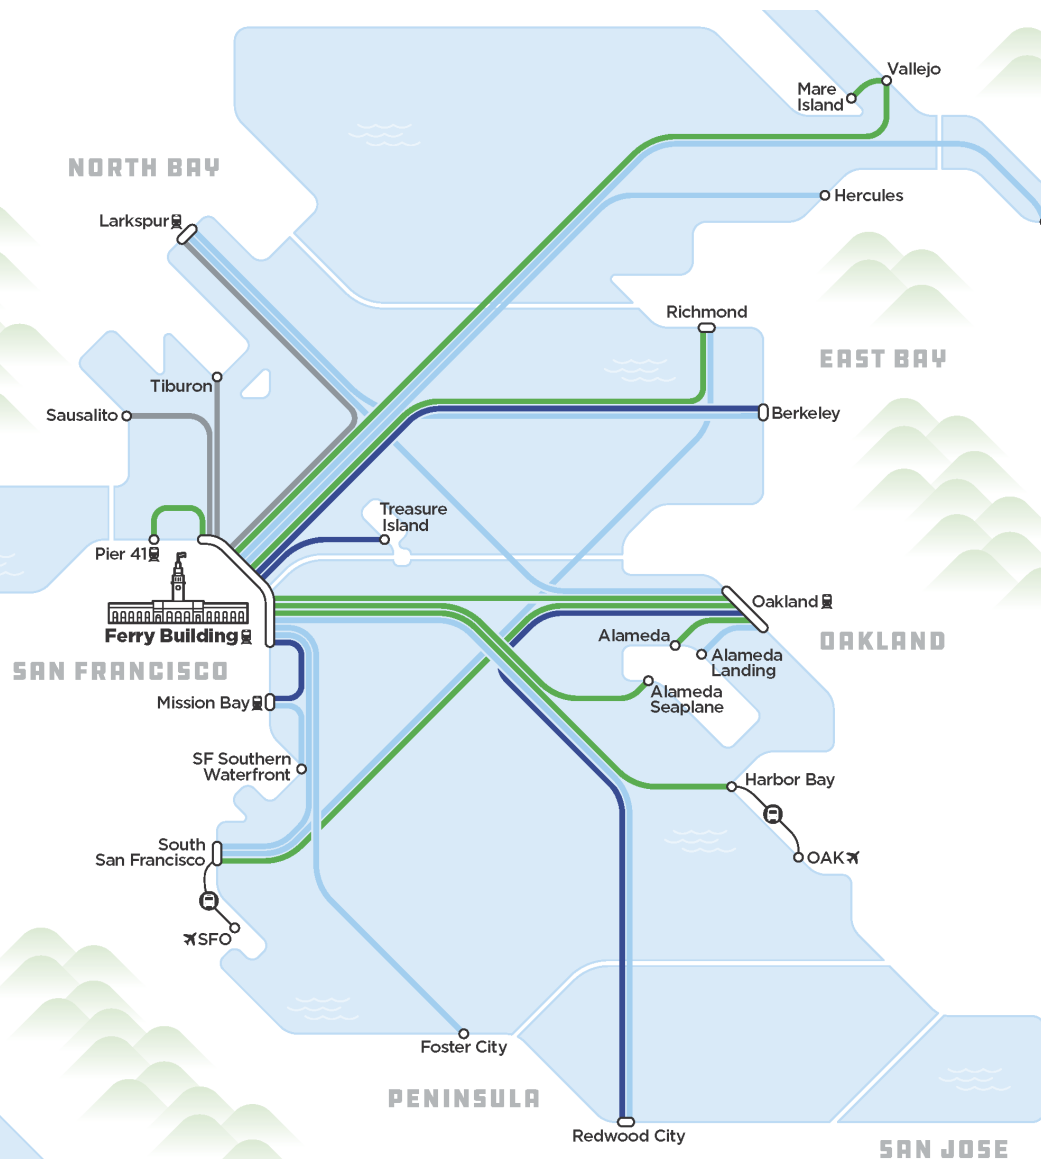 Vallejo
Mare
Island
NORTH BAY
Hercules
Larkspur
Richmond
EAST BAY
Tiburon
Sausalito
Berkeley
Treasure
Island
Pier 41
Oakland
Ferry Building
Alameda
OAKLAND
Alameda
Landing
SAN FRANCISCO
Alameda
Seaplane
Mission Bay
SF Southern
Waterfront
Harbor Bay
South
San Francisco
OAK
SFO
Foster City
PENINSULA
Redwood City
SAN JOSE